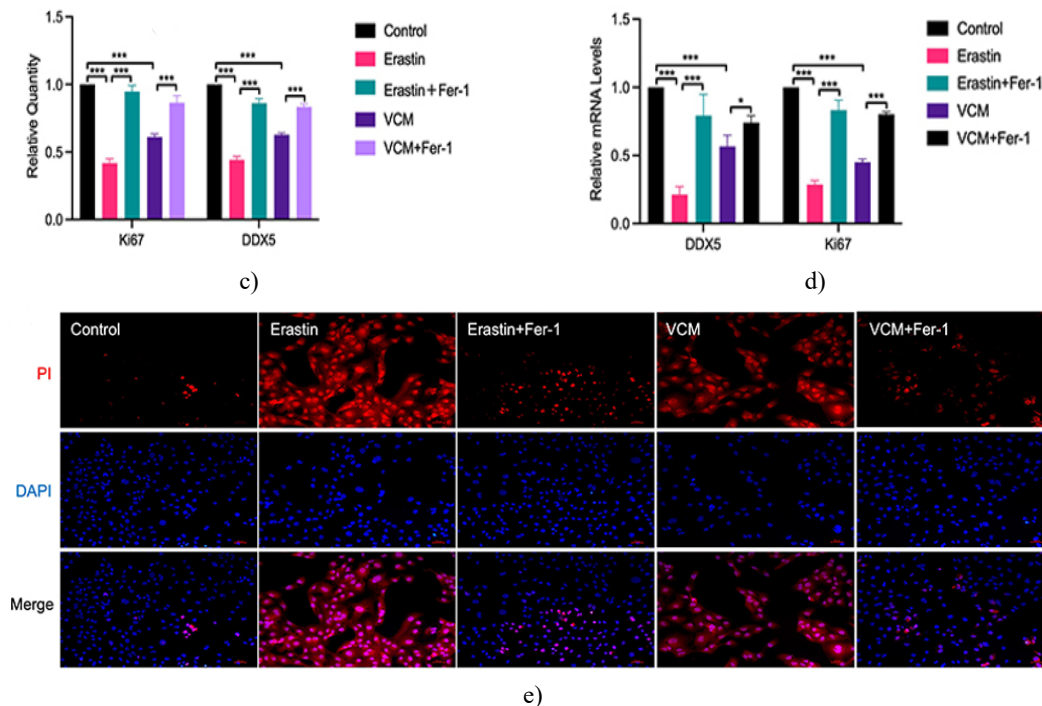 Relative Quantity
1.5
1.0
0.5
0.0
*** *** *** ***
*** *** *** ***
Ki67 DDX5
Control
Erastin
Erastin+Fer-1
VCM
VCM+Fer-1
c)
Relative mRNA Levels
1.5
1.0
0.5
0.0
*** *** *** *
*** *** *** ***
DDX5 Ki67
Control
Erastin
Erastin+Fer-1
VCM
VCM+Fer-1
d)
Control Erastin Erastin+Fer-1 VCM VCM+Fer-1
PI
DAPI
Merge
e)